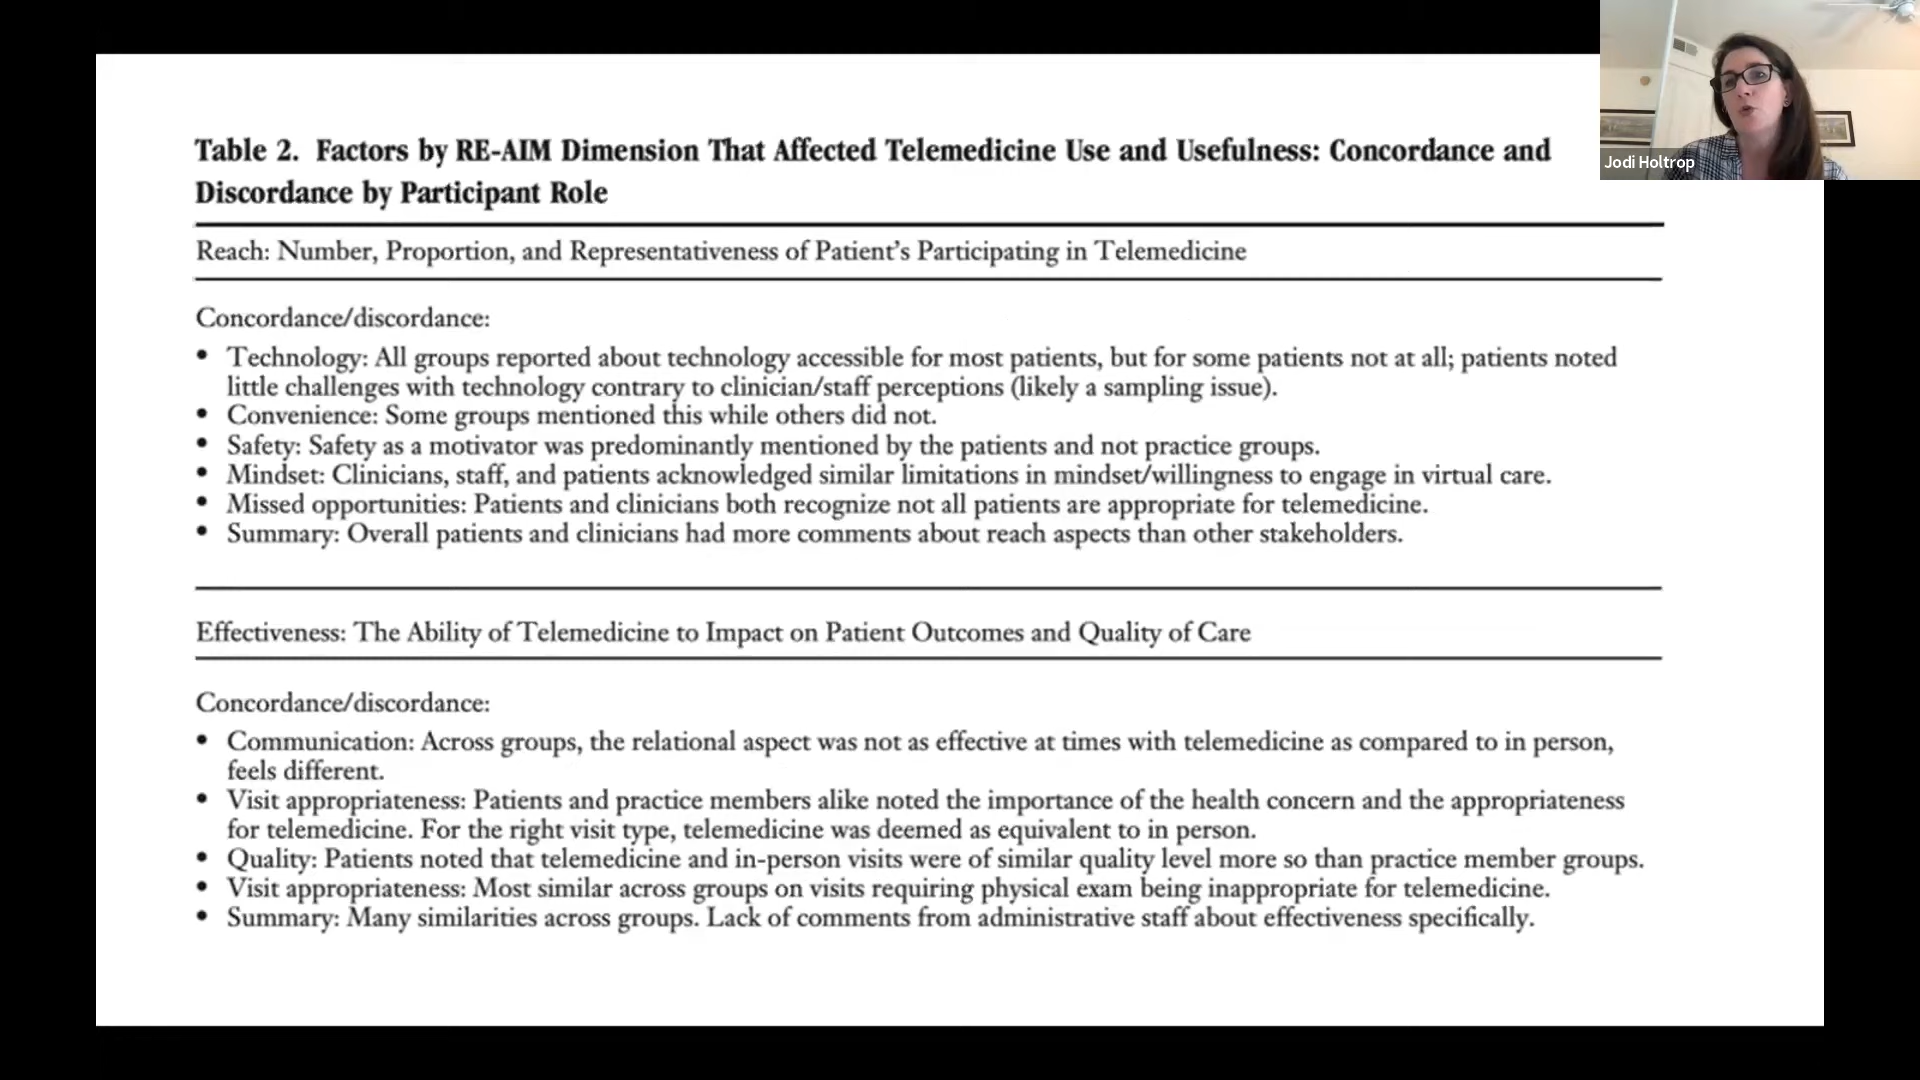 Table 2. Factors by RE-AIM Dimension That Affected Telemedicine Use and Usefulness: Concordance and
Discordance by Participant Role
Jodi Holtrop
Reach: Number, Proportion, and Representativeness of Patient's Participating in Telemedicine
Concordance/discordance:
• Technology: All groups reported about technology accessible for most patients, but for some patients not at all; patients noted
little challenges with technology contrary to clinician/staff perceptions (likely a sampling issue).
• Convenience: Some groups mentioned this while others did not.
• Safety: Safety as a motivator was predominantly mentioned by the patients and not practice groups.
• Mindset: Clinicians, staff, and patients acknowledged similar limitations in mindset/willingness to engage in virtual care.
• Missed opportunities: Patients and clinicians both recognize not all patients are appropriate for telemedicine.
• Summary: Overall patients and clinicians had more comments about reach aspects than other stakeholders.
Effectiveness: The Ability of Telemedicine to Impact on Patient Outcomes and Quality of Care
Concordance/discordance:
• Communication: Across groups, the relational aspect was not as effective at times with telemedicine as compared to in person,
feels different.
• Visit appropriateness: Patients and practice members alike noted the importance of the health concern and the appropriateness
for telemedicine. For the right visit type, telemedicine was deemed as equivalent to in person.
• Quality: Patients noted that telemedicine and in-person visits were of similar quality level more so than practice member groups.
• Visit appropriateness: Most similar across groups on visits requiring physical exam being inappropriate for telemedicine.
• Summary: Many similarities across groups. Lack of comments from administrative staff about effectiveness specifically.